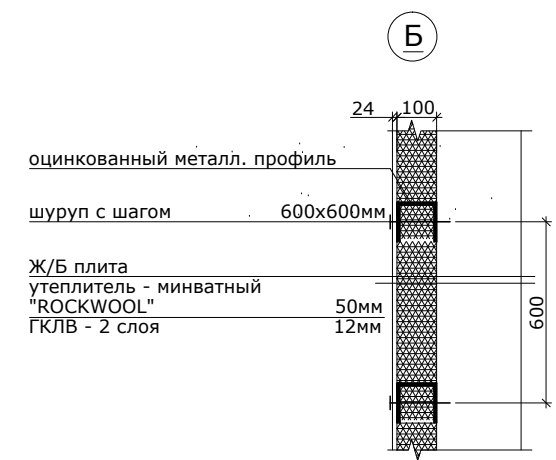 Б
24 100
оцинкованный металл. профиль
шуруп с шагом 600х600мм
Ж/Б плита
утеплитель - минватный
"ROCKWOOL" 50мм
ГКЛВ - 2 слоя 12мм
600